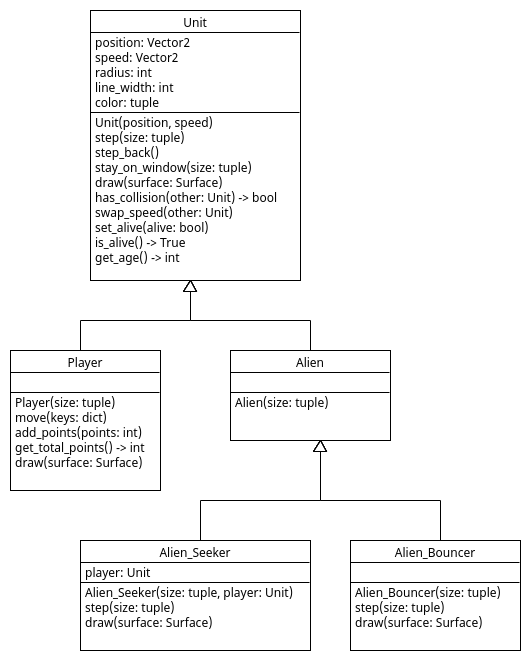 Unit
position: Vector2
speed: Vector2
radius: int
line_width: int
color: tuple
Unit(position, speed)
step(size: tuple)
step_back()
stay_on_window(size: tuple)
draw(surface: Surface)
has_collision(other: Unit) -> bool
swap_speed(other: Unit)
set_alive(alive: bool)
is_alive() -> True
get_age() -> int
Player
Player(size: tuple)
move(keys: dict)
add_points(points: int)
get_total_points() -> int
draw(surface: Surface)
Alien
Alien(size: tuple)
Alien_Seeker
player: Unit
Alien_Seeker(size: tuple, player: Unit)
step(size: tuple)
draw(surface: Surface)
Alien_Bouncer
Alien_Bouncer(size: tuple)
step(size: tuple)
draw(surface: Surface)